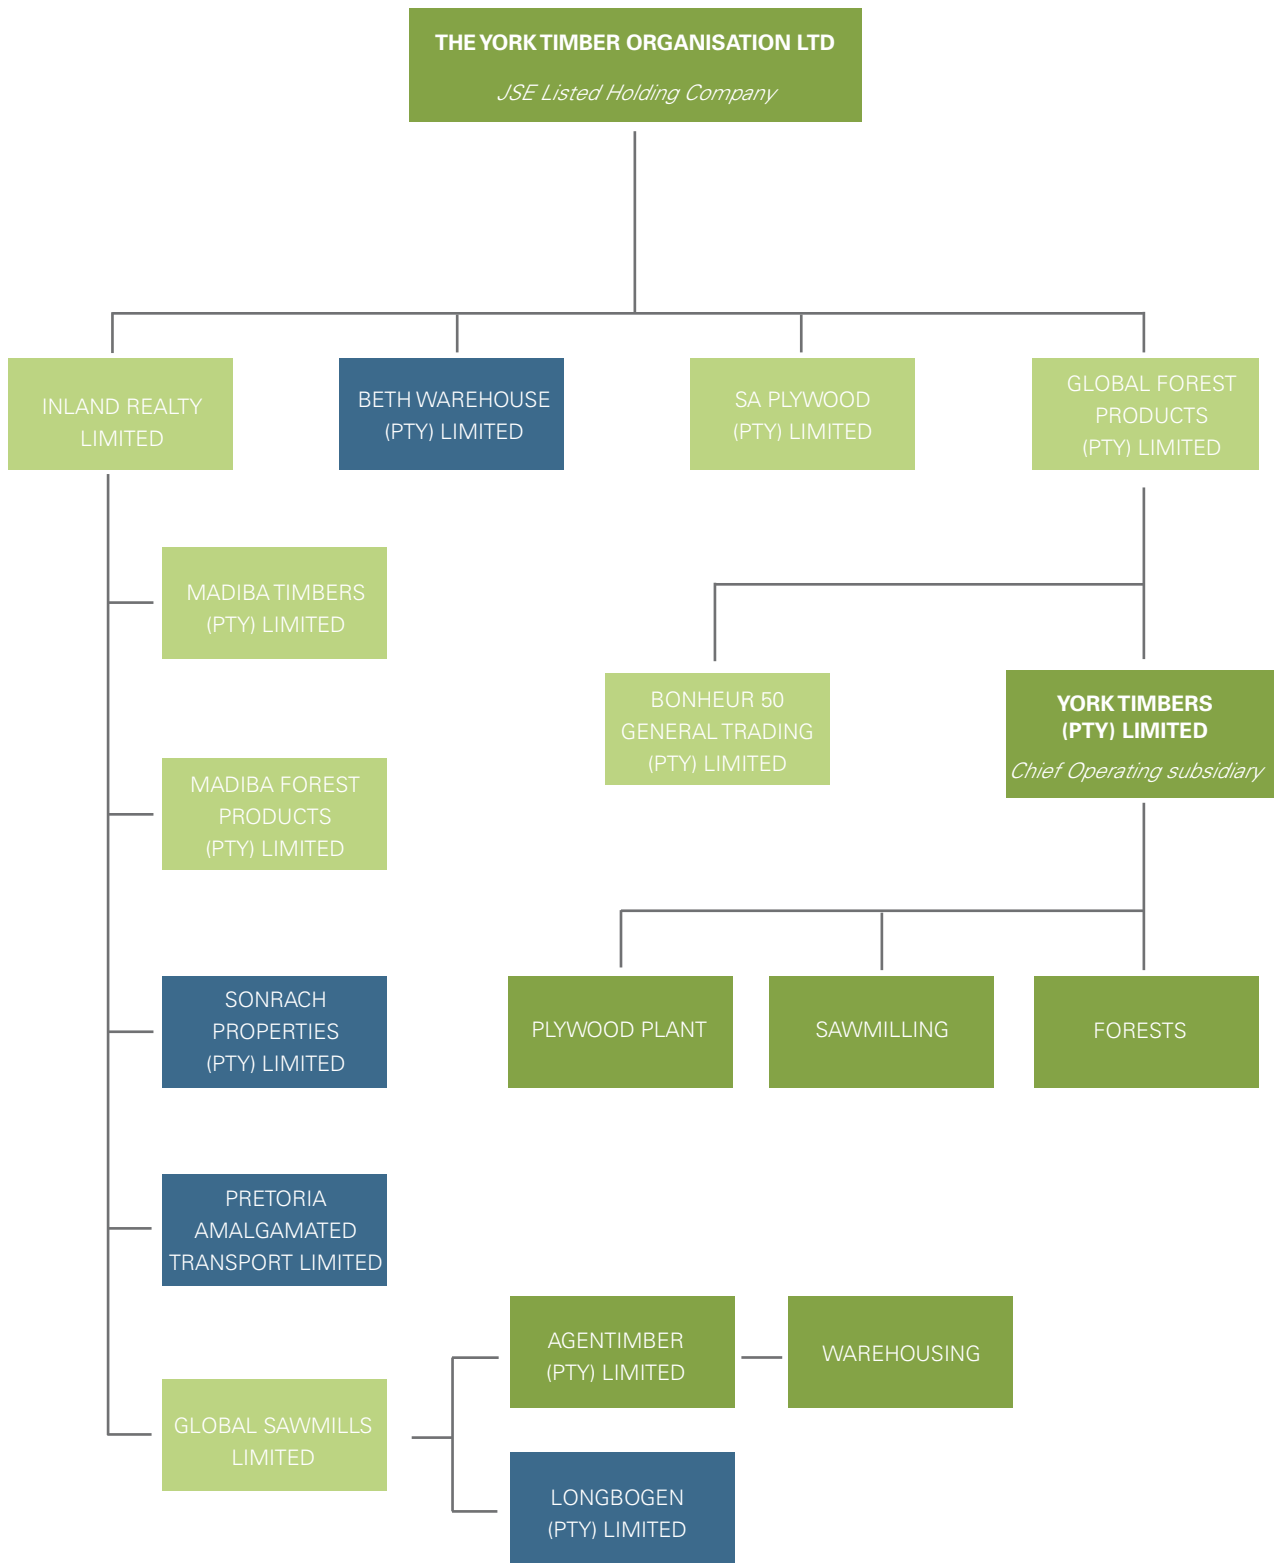 THE YORK TIMBER ORGANISATION LTD
JSE Listed Holding Company
INLAND REALTY
LIMITED
BETH WAREHOUSE
(PTY) LIMITED
SA PLYWOOD
(PTY) LIMITED
GLOBAL FOREST
PRODUCTS
(PTY) LIMITED
MADIBA TIMBERS
(PTY) LIMITED
BONHEUR 50
GENERAL TRADING
(PTY) LIMITED
YORK TIMBERS
(PTY) LIMITED
Chief Operating subsidiary
MADIBA FOREST
PRODUCTS
(PTY) LIMITED
SONRACH
PROPERTIES
(PTY) LIMITED
PLYWOOD PLANT
SAWMILLING
FORESTS
PRETORIA
AMALGAMATED
TRANSPORT LIMITED
AGENTIMBER
(PTY) LIMITED
WAREHOUSING
GLOBAL SAWMILLS
LIMITED
LONGBOGEN
(PTY) LIMITED